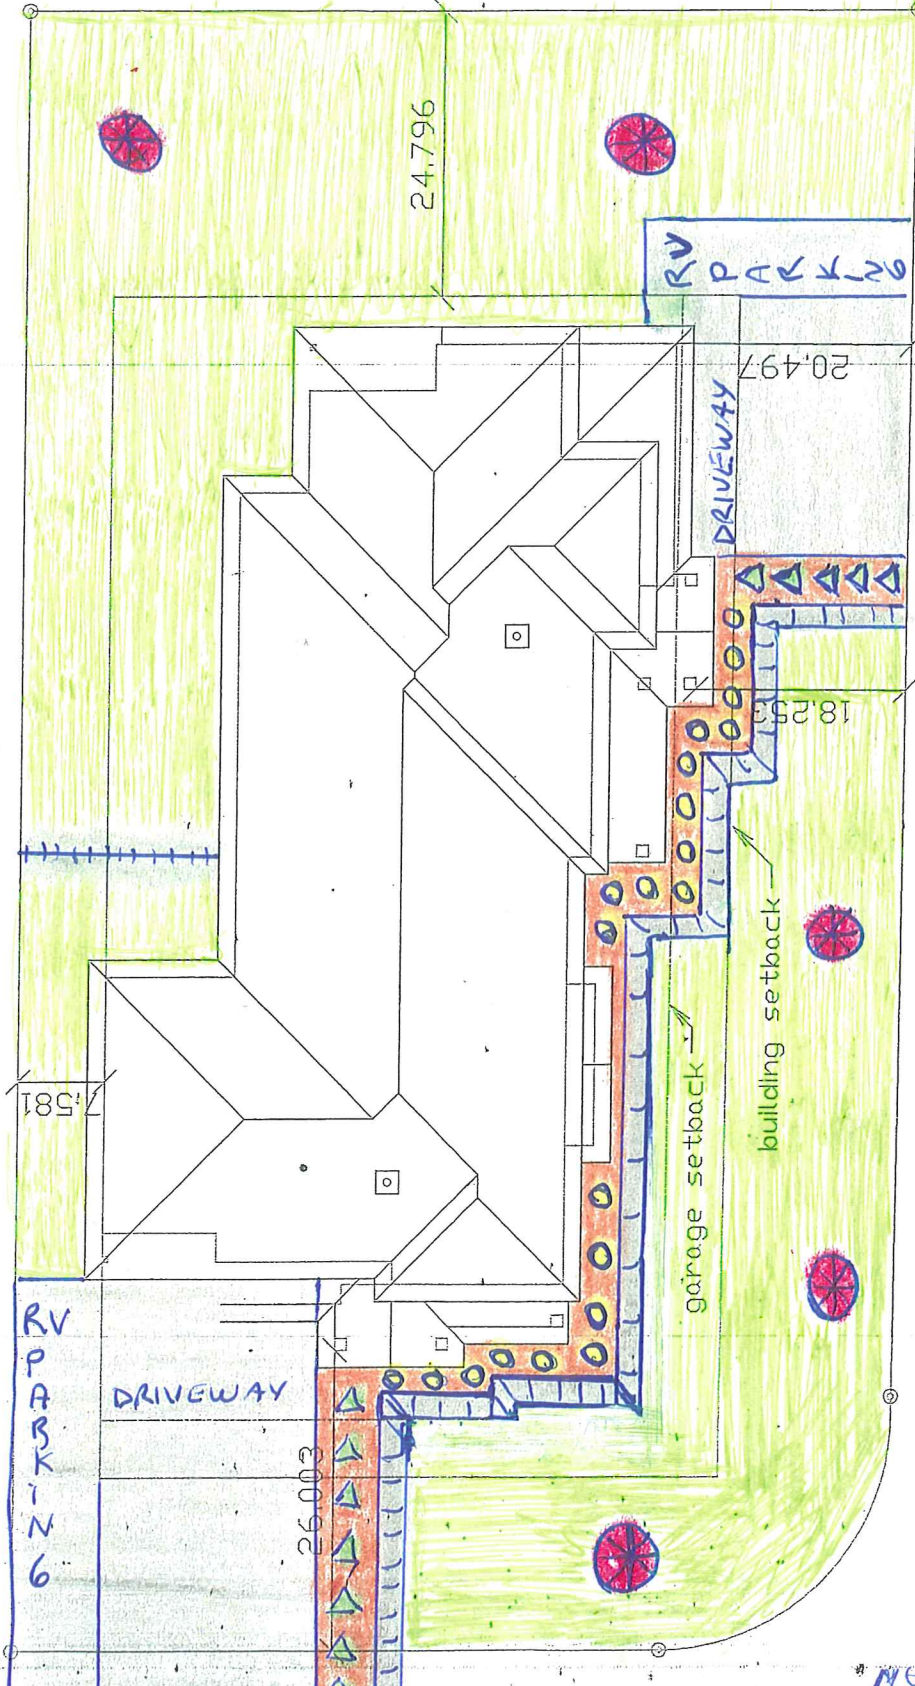 24.796
RV
PARKING
20.497
DRIVEWAY
18.253
building setback
garage setback
7.581
RV
PARKING
DRIVEWAY
26.003